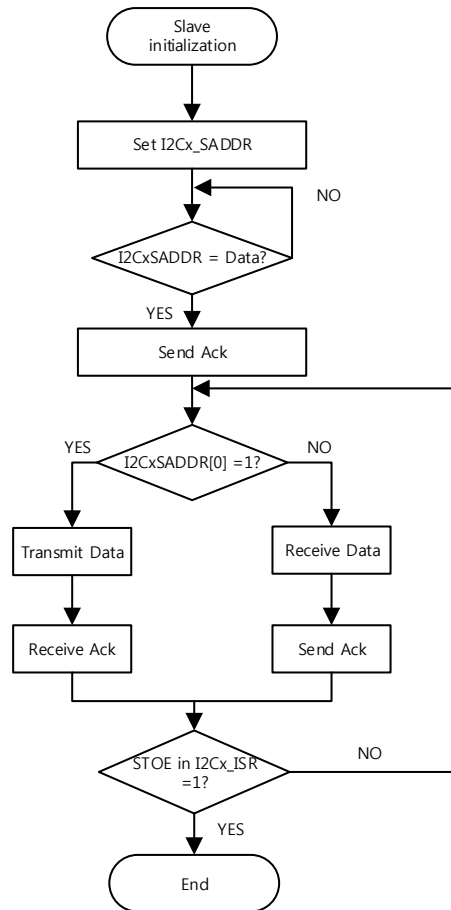 Slave
initialization
Set I2Cx_SADDR
NO
I2CxSADDR = Data?
YES
Send Ack
YES
NO
I2CxSADDR[0] =1?
Transmit Data
Receive Data
Receive Ack
Send Ack
STOE in I2Cx_ISR
=1?
NO
YES
End